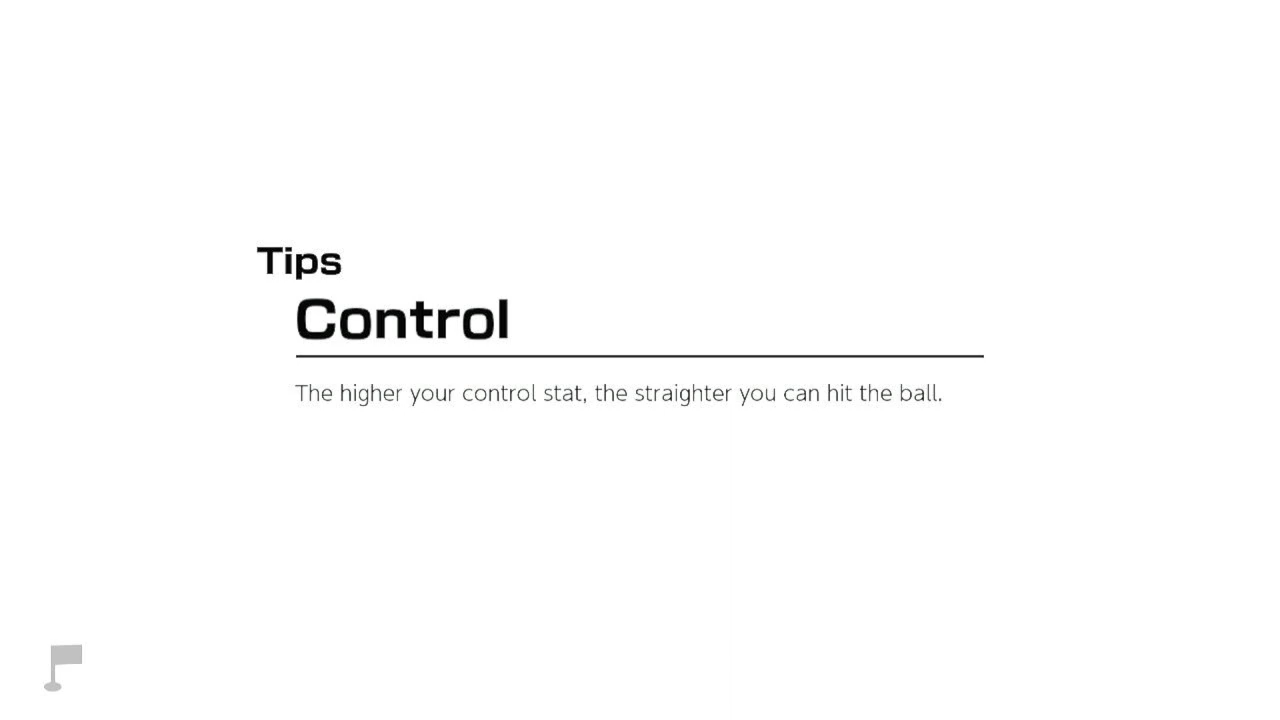 Tips
Control
The higher your control stat, the straighter you can hit the ball.